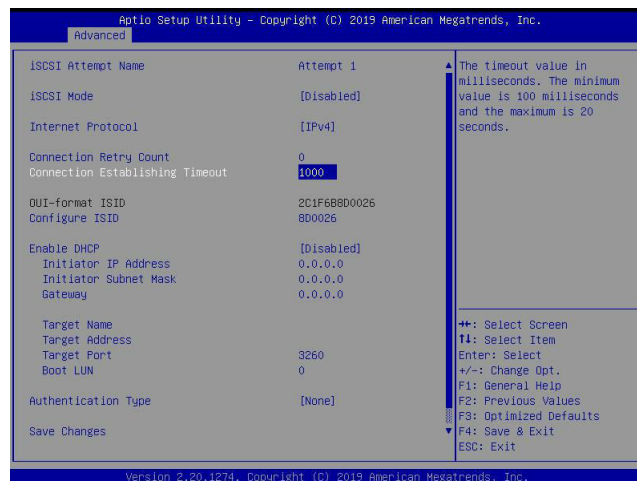 Aptio Setup Utility – Copyright (C) 2019 American Megatrends, Inc.
Advanced
iSCSI Attempt Name Attempt 1
iSCSI Mode [Disabled]
Internet Protocol [IPv4]
Connection Retry Count 0
Connection Establishing Timeout 1000
OUI-format ISID 2C1F6B8D0026
Configure ISID 8D0026
Enable DHCP [Disabled]
Initiator IP Address 0.0.0.0
Initiator Subnet Mask 0.0.0.0
Gateway 0.0.0.0
Target Name
Target Address
Target Port 3260
Boot LUN 0
Authentication Type [None]
Save Changes
The timeout value in
milliseconds. The minimum
value is 100 milliseconds
and the maximum is 20
seconds.
→←: Select Screen
↑↓: Select Item
Enter: Select
+/-: Change Opt.
F1: General Help
F2: Previous Values
F3: Optimized Defaults
F4: Save & Exit
ESC: Exit
Version 2.20.1274. Copyright (C) 2019 American Megatrends, Inc.